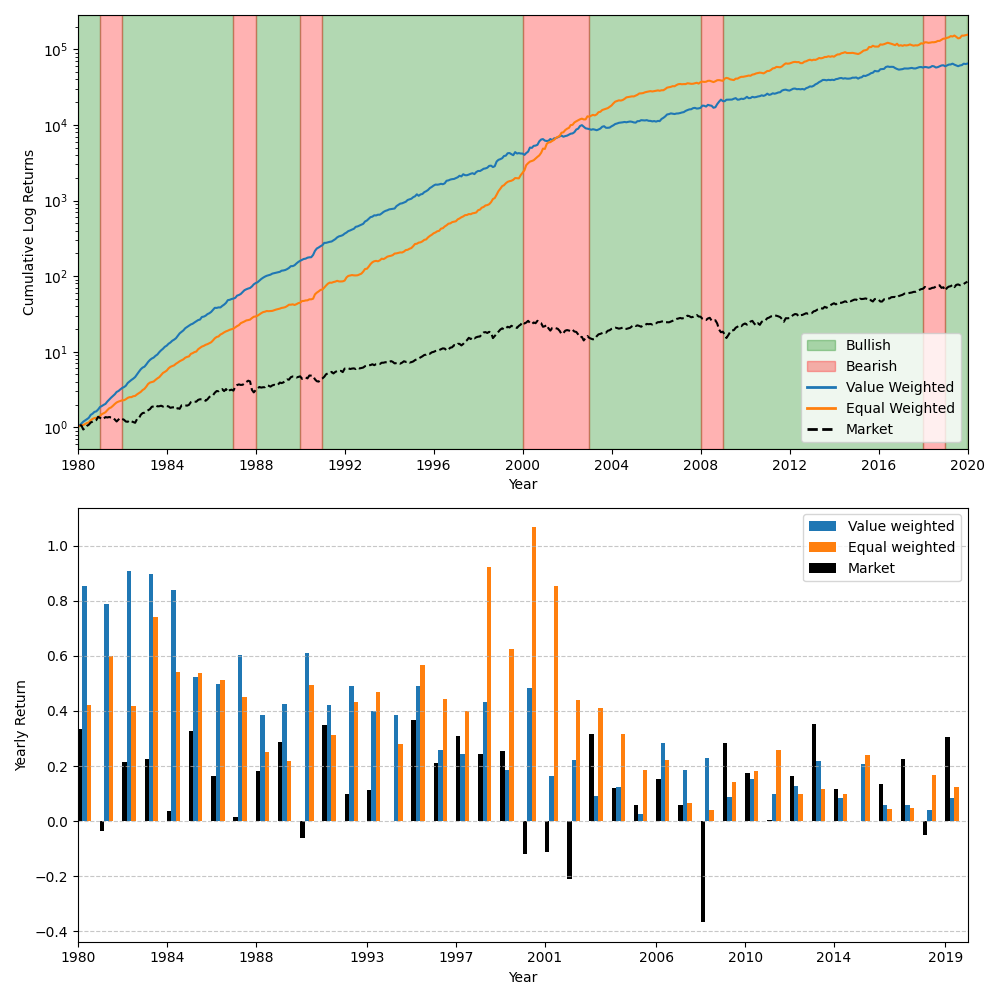 10^5
10^4
10^3
10^2
10^1
10^0
Cumulative Log Returns
Bullish
Bearish
Value Weighted
Equal Weighted
Market
1980 1984 1988 1992 1996 2000 2004 2008 2012 2016 2020
Year
Value weighted
Equal weighted
Market
1.0
0.8
0.6
0.4
0.2
0.0
−0.2
−0.4
Yearly Return
1980 1984 1988 1993 1997 2001 2006 2010 2014 2019
Year